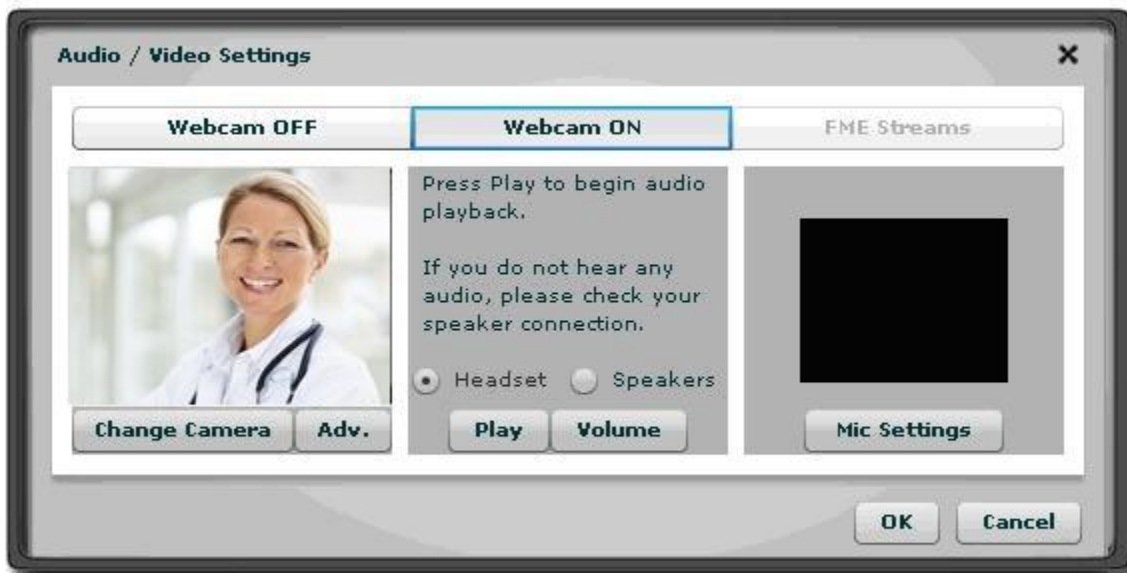 Audio / Video Settings
Webcam OFF
Webcam ON
FME Streams
Press Play to begin audio
playback.
If you do not hear any
audio, please check your
speaker connection.
Headset
Speakers
Change Camera
Adv.
Play
Volume
Mic Settings
OK
Cancel